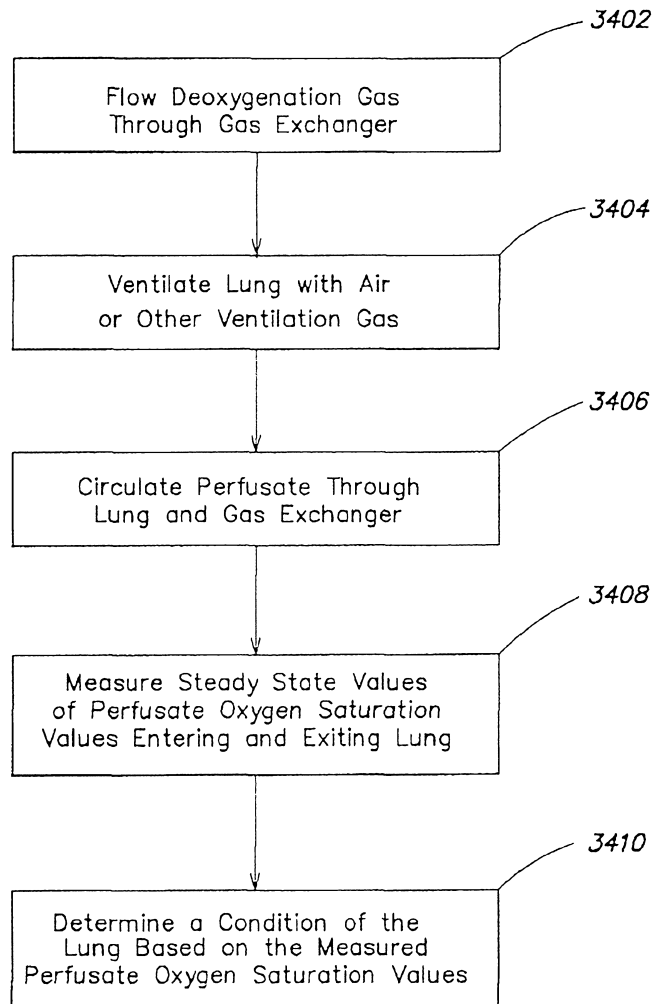 3402
Flow Deoxygenation Gas
Through Gas Exchanger
3404
Ventilate Lung with Air
or Other Ventilation Gas
3406
Circulate Perfusate Through
Lung and Gas Exchanger
3408
Measure Steady State Values
of Perfusate Oxygen Saturation
Values Entering and Exiting Lung
3410
Determine a Condition of the
Lung Based on the Measured
Perfusate Oxygen Saturation Values